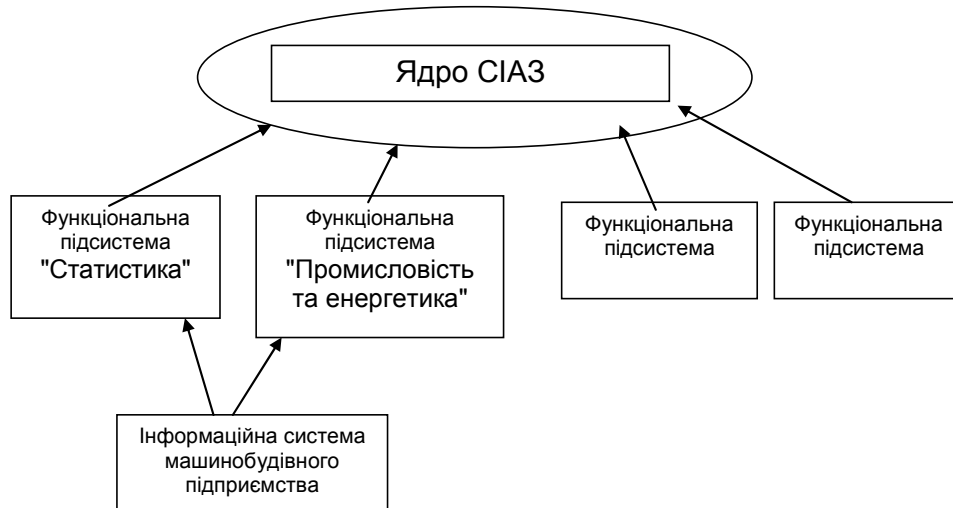 Ядро СІАЗ
Функціональна
підсистема
"Статистика"
Функціональна
підсистема
"Промисловість
та енергетика"
Функціональна
підсистема
Функціональна
підсистема
Інформаційна система
машинобудівного
підприємства